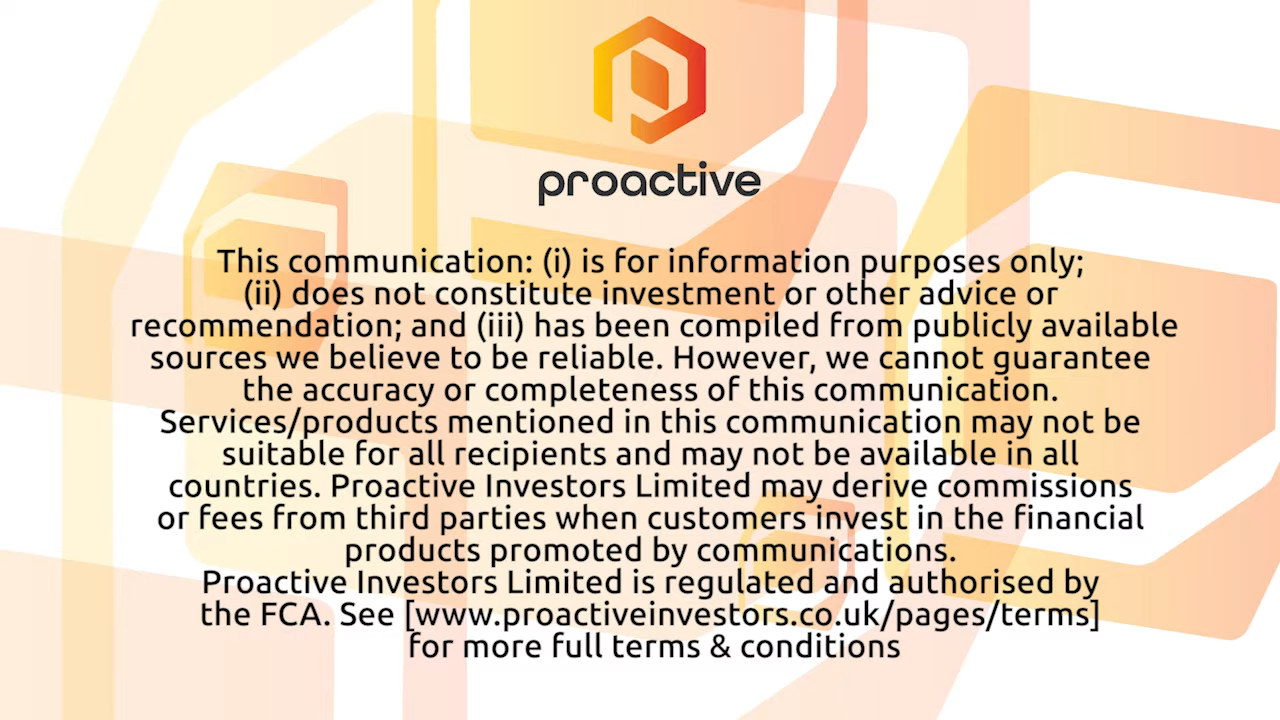 proactive
This communication: (i) is for information purposes only;
(ii) does not constitute investment or other advice or
recommendation; and (iii) has been compiled from publicly available
sources we believe to be reliable. However, we cannot guarantee
the accuracy or completeness of this communication.
Services/products mentioned in this communication may not be
suitable for all recipients and may not be available in all
countries. Proactive Investors Limited may derive commissions
or fees from third parties when customers invest in the financial
products promoted by communications.
Proactive Investors Limited is regulated and authorised by
the FCA. See [www.proactiveinvestors.co.uk/pages/terms]
for more full terms & conditions